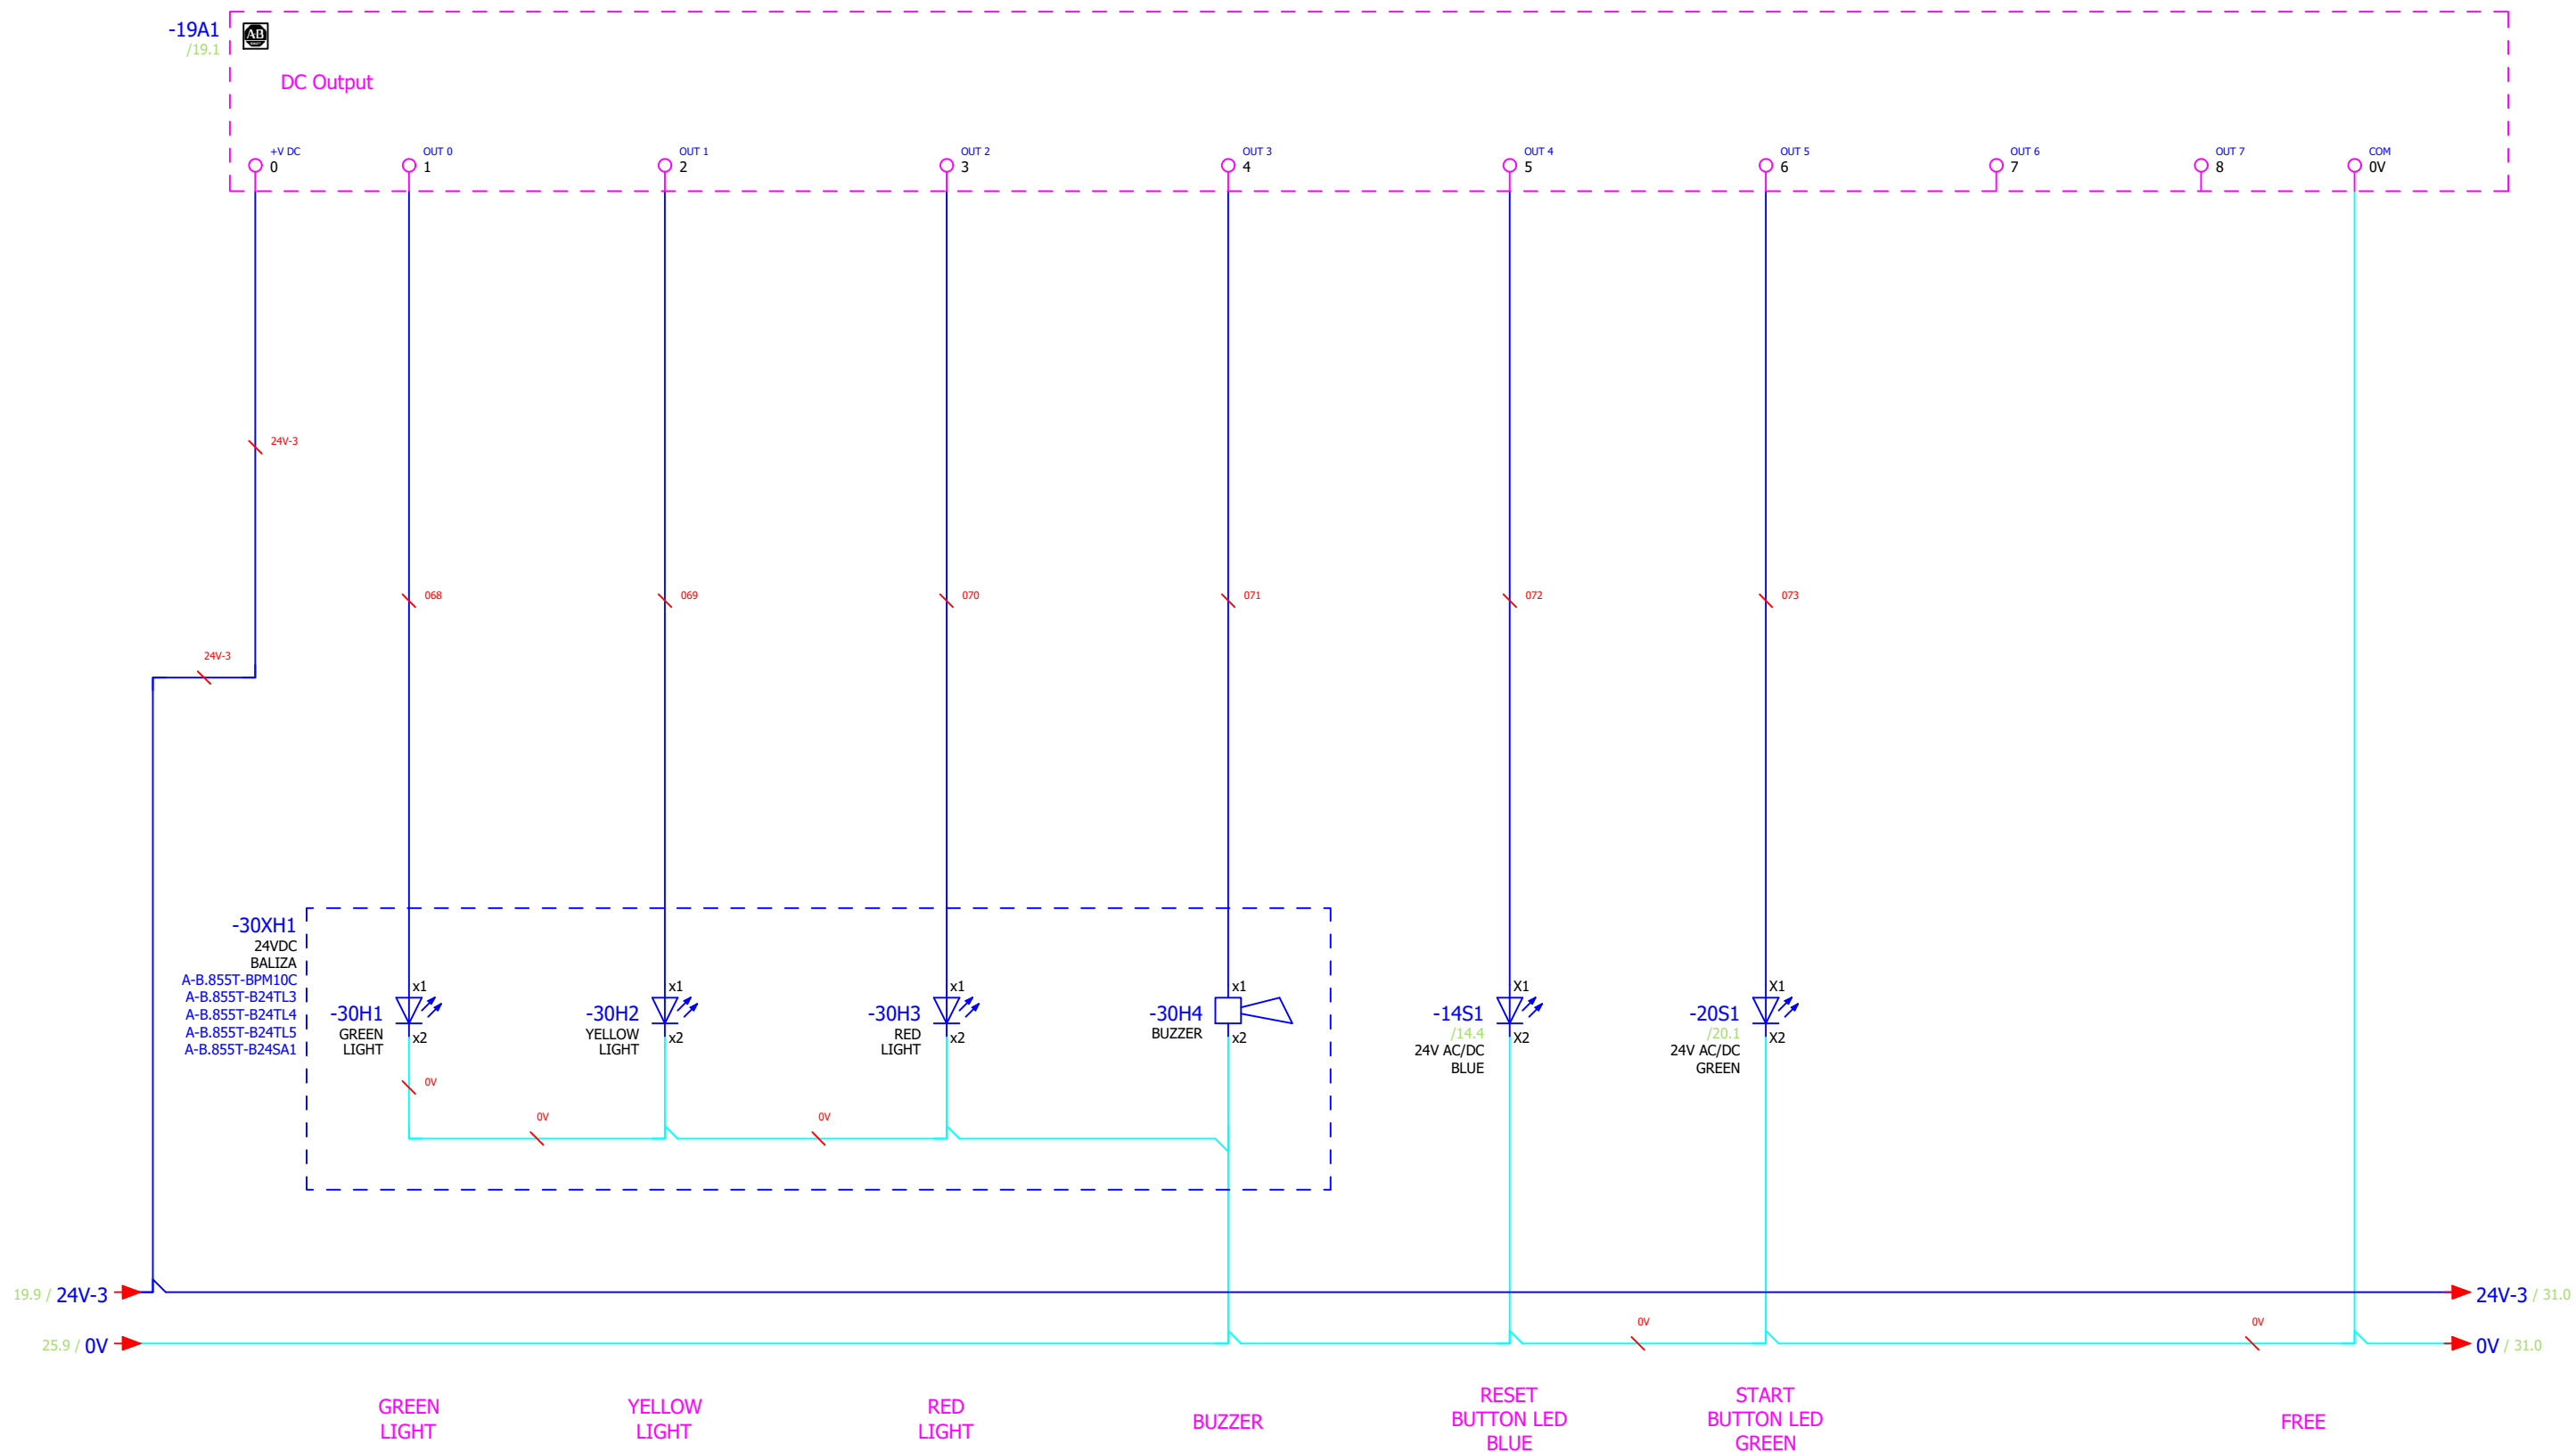 -19A1
/19.1
AB
DC Output
+V DC
0
OUT 0
1
OUT 1
2
OUT 2
3
OUT 3
4
OUT 4
5
OUT 5
6
OUT 6
7
OUT 7
8
COM
0V
24V-3
24V-3
068
069
070
071
072
073
-30XH1
24VDC
BALIZA
A-B.855T-BPM10C
A-B.855T-B24TL3
A-B.855T-B24TL4
A-B.855T-B24TL5
A-B.855T-B24SA1
x1
-30H1
GREEN
LIGHT
x2
x1
-30H2
YELLOW
LIGHT
x2
x1
-30H3
RED
LIGHT
x2
x1
-30H4
BUZZER
x2
X1
-14S1
/14.4
24V AC/DC
BLUE
X2
X1
-20S1
/20.1
24V AC/DC
GREEN
X2
0V
0V
0V
19.9 / 24V-3
24V-3 / 31.0
25.9 / 0V
0V
0V
0V / 31.0
GREEN
LIGHT
YELLOW
LIGHT
RED
LIGHT
BUZZER
RESET
BUTTON LED
BLUE
START
BUTTON LED
GREEN
FREE